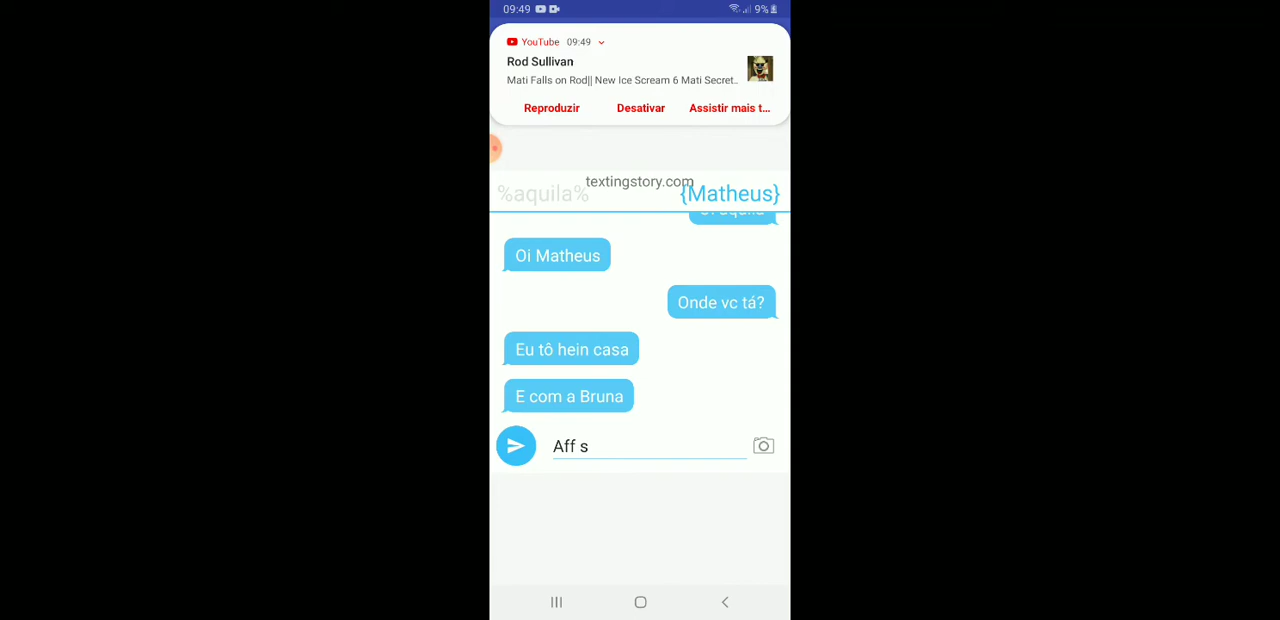 09:49 9%
YouTube 09:49
Rod Sullivan
Mati Falls on Rod|| New Ice Scream 6 Mati Secret..
Reproduzir Desativar Assistir mais t...
textingstory.com
%aquila% {Matheus}
Oi Matheus
Onde vc tá?
Eu tô hein casa
E com a Bruna
Aff s